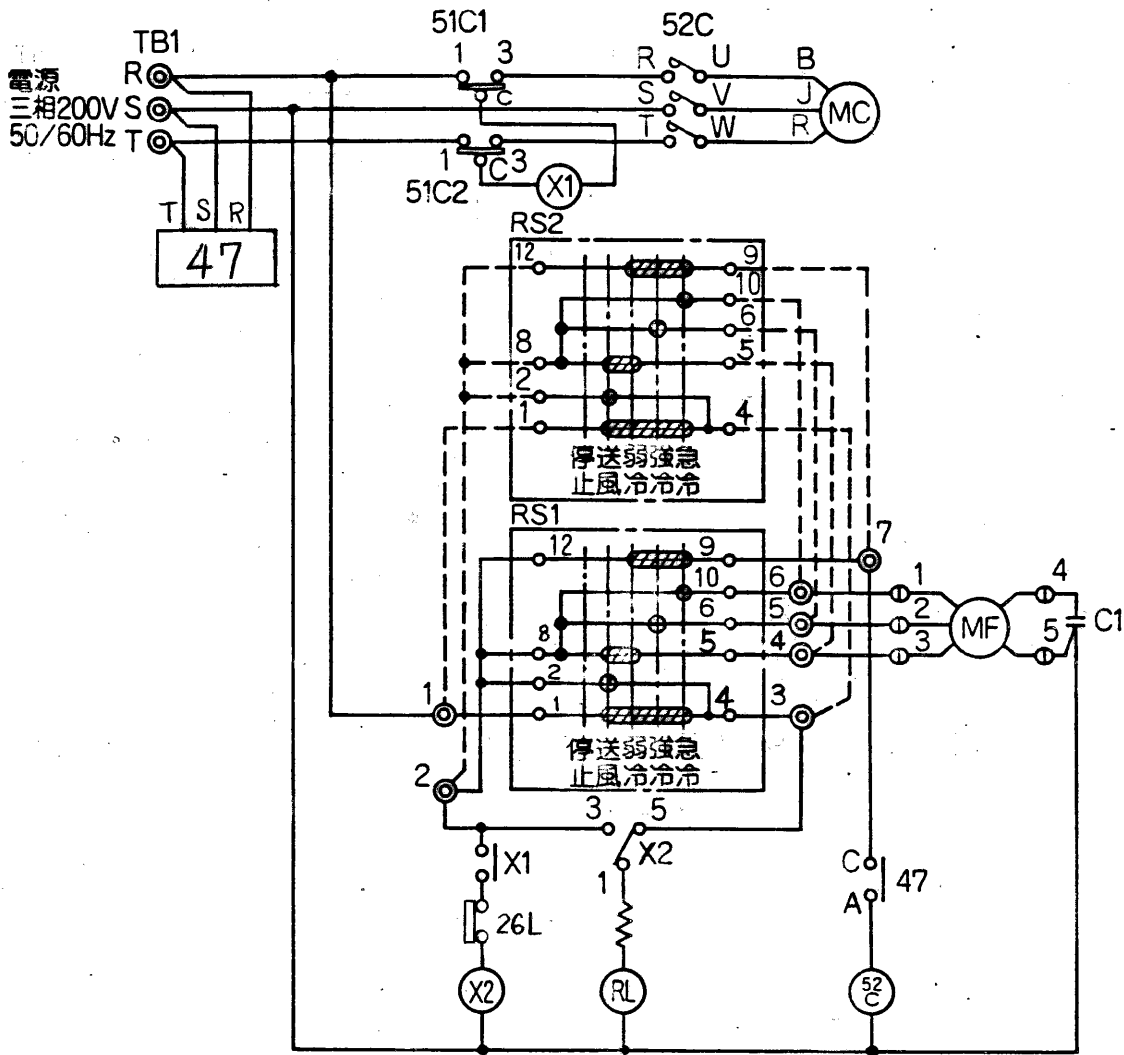 51C1
52C
TB1
1 3
R U B
電源
R
三相200V S
S V J
MC
50/60Hz T
T W R
C
1 C 3
51C2
X1
T S R
47
RS2
12 9
10
6
8 5
2
1 4
停送弱強急
止風冷冷冷
RS1
7
12 9
10 6 1 4
6 5 2 MF C1
8 5 4 3 5
2
1 1 4 3
停送弱強急
止風冷冷冷
2
3 5
X1 X2
1
C
47
A
26L
X2
RL
52
C